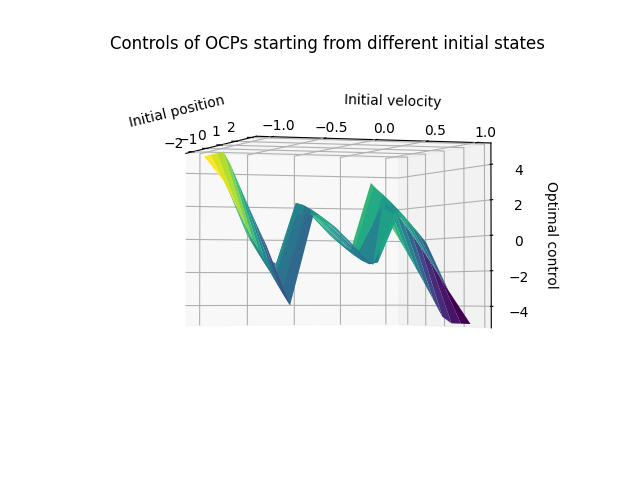 Controls of OCPs starting from different initial states
Initial position
Initial velocity
−2 −1 0 1 2
−1.0 −0.5 0.0 0.5 1.0
4
2
0
−2
−4
Optimal control